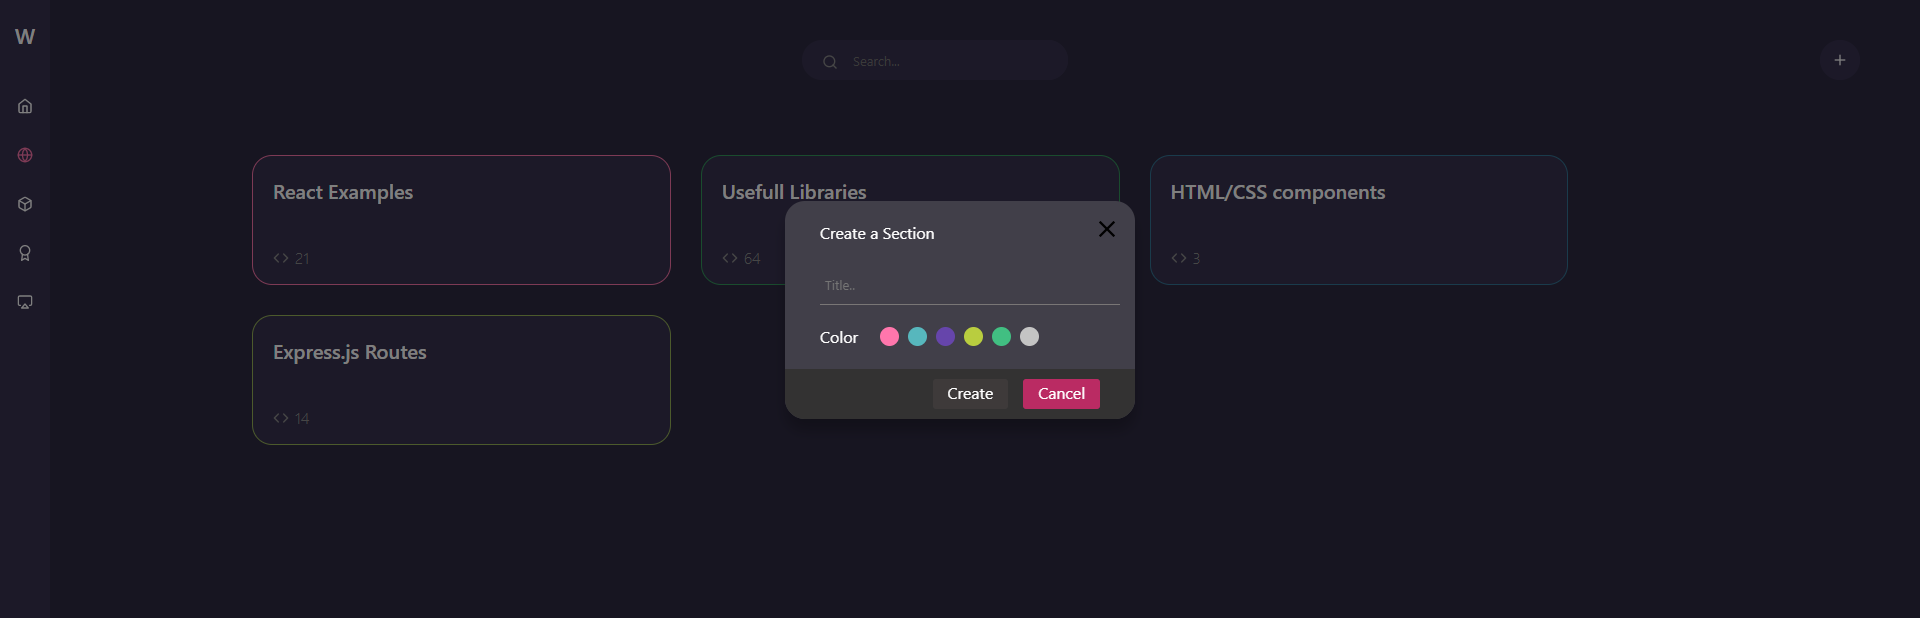 W
Search...
React Examples
21
Usefull Libraries
64
HTML/CSS components
3
Express.js Routes
14
Create a Section
Title..
Color
Create
Cancel